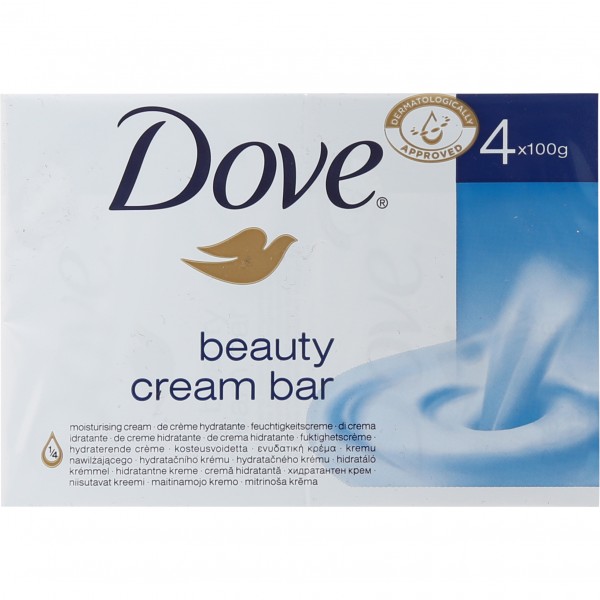 DERMATOLOGICALLY
APPROVED
Dove®
4x100g
beauty
cream bar
¼
moisturising cream · de crème hydratante · feuchtigkeitscreme · di crema
idratante · de creme hidratante · de crema hidratante · fuktighetscrème ·
hydraterende crème · kosteusvoidetta · ενυδατική κρέμα · kremu
nawilżającego · hydratačního krému · hydratačného krému · hidratáló
krémmel · hidratantne kreme · cremă hidratantă · хидратантен крем ·
niisutavat kreemi · maitinamojo kremo · mitrinoša krēma